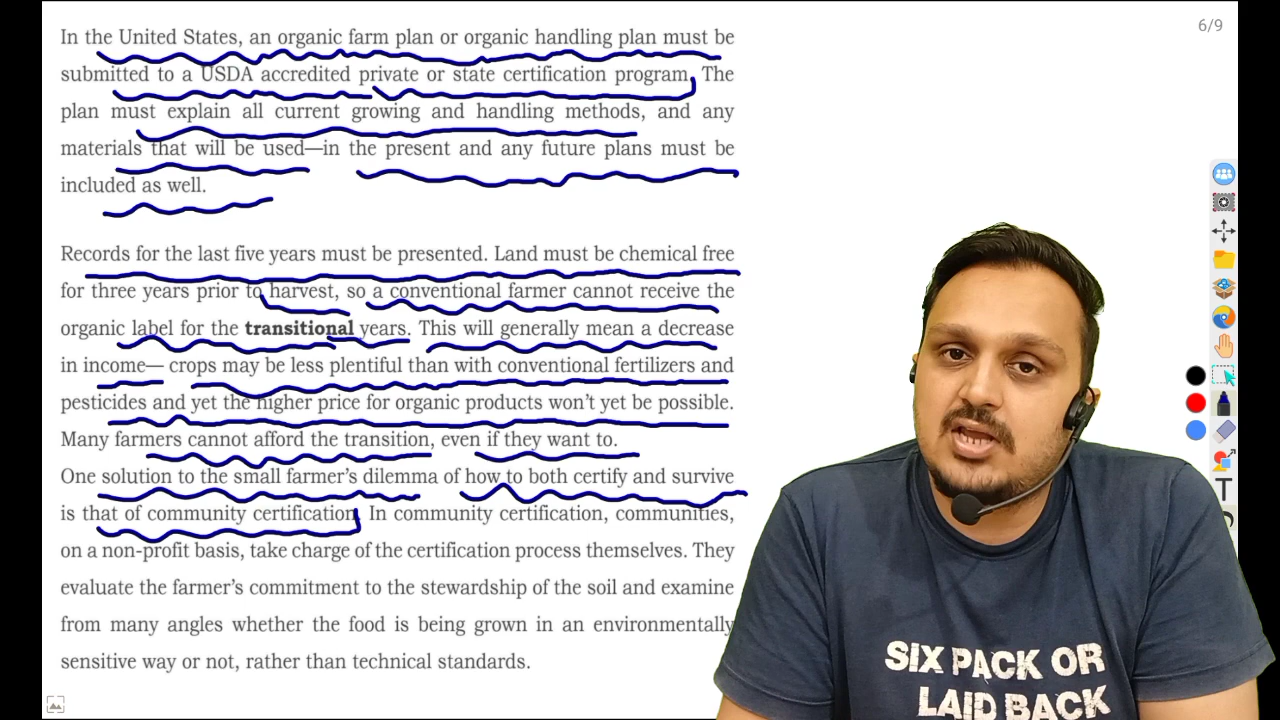 6/9
In the United States, an organic farm plan or organic handling plan must be
submitted to a USDA accredited private or state certification program. The
plan must explain all current growing and handling methods, and any
materials that will be used—in the present and any future plans must be
included as well.
Records for the last five years must be presented. Land must be chemical free
for three years prior to harvest, so a conventional farmer cannot receive the
organic label for the transitional years. This will generally mean a decrease
in income— crops may be less plentiful than with conventional fertilizers and
pesticides and yet the higher price for organic products won't yet be possible.
Many farmers cannot afford the transition, even if they want to.
One solution to the small farmer's dilemma of how to both certify and survive
is that of community certification. In community certification, communities,
on a non-profit basis, take charge of the certification process themselves. They
evaluate the farmer's commitment to the stewardship of the soil and examine
from many angles whether the food is being grown in an environmentally
sensitive way or not, rather than technical standards.
T
SIX PACK OR
LAID BACK